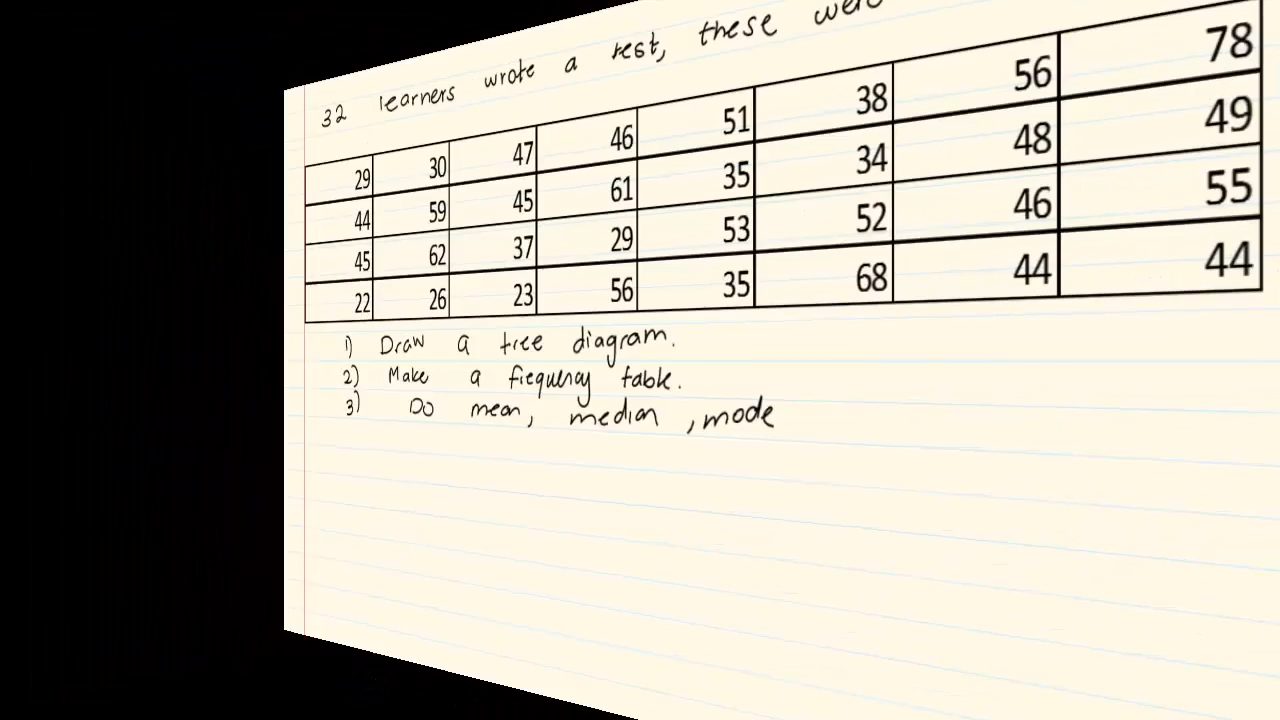 32 learners wrote a test, these were
29 30 47 46 51 38 56 78
44 59 45 61 35 34 48 49
45 62 37 29 53 52 46 55
22 26 23 56 35 68 44 44
1) Draw a tree diagram.
2) Make a frequency table.
3) Do mean, median, mode